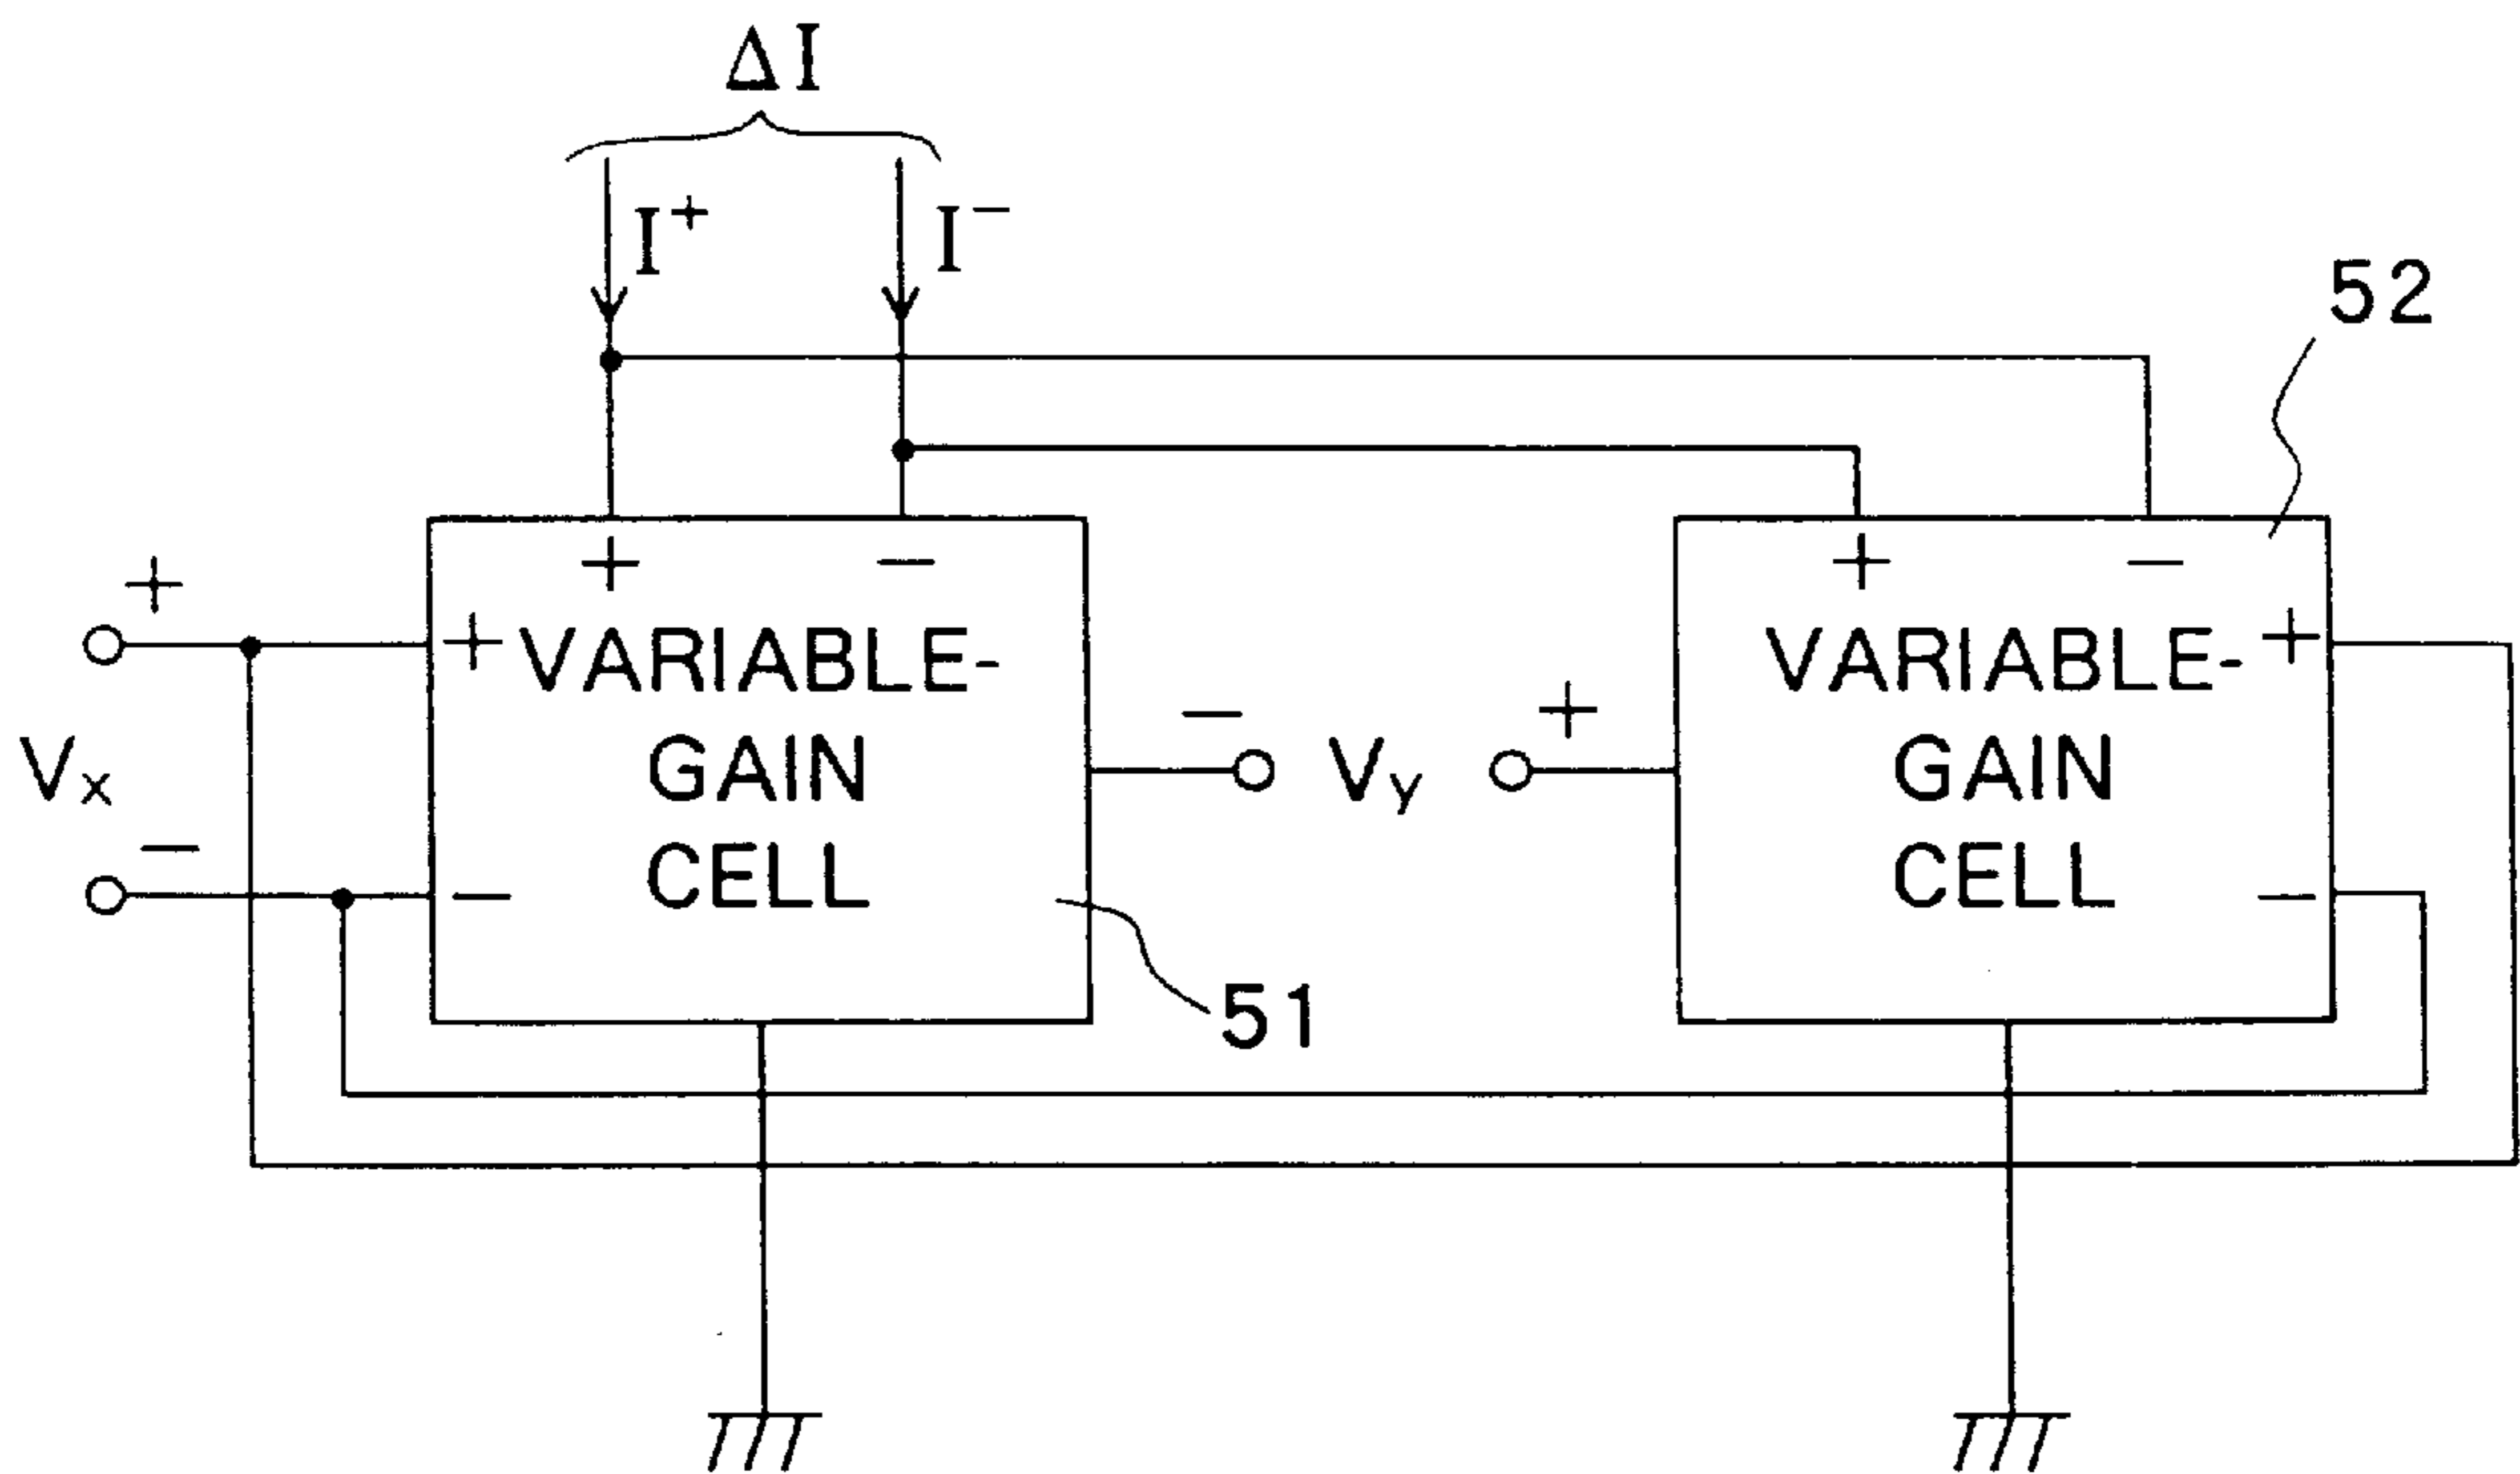 ΔI
I+ I−
52
+ − + −
+ VARIABLE-GAIN CELL −
VARIABLE-GAIN CELL + −
+
Vx
−
− Vy +
51